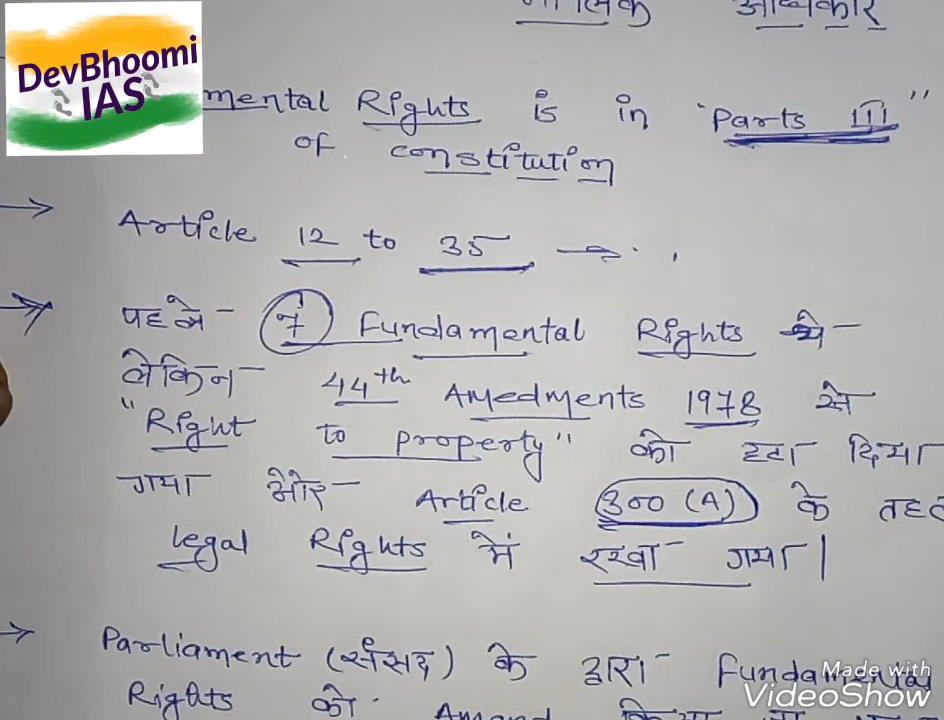 मौलिक अधिकार
DevBhoomi
IAS
mental Rights is in "Parts III"
of constitution
→ Article 12 to 35 →
→ पहले 7 Fundamental Rights थे
लेकिन 44th Amedments 1978 से
"Right to property" को हटा दिया
गया और Article 300 (A) के तहत
legal Rights में रखा गया|
→ Parliament (संसद) के द्वारा Fundamental
Rights को Amand किया जा
Made with
VideoShow